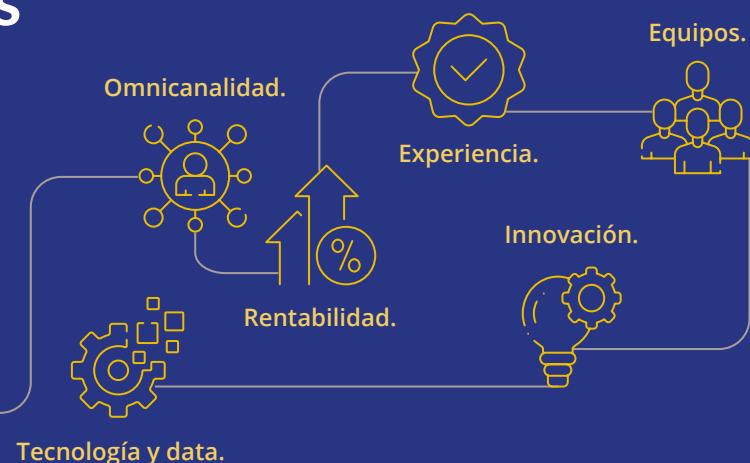 s
Equipos.
Omnicanalidad.
Experiencia.
Innovación.
Rentabilidad.
%
Tecnología y data.